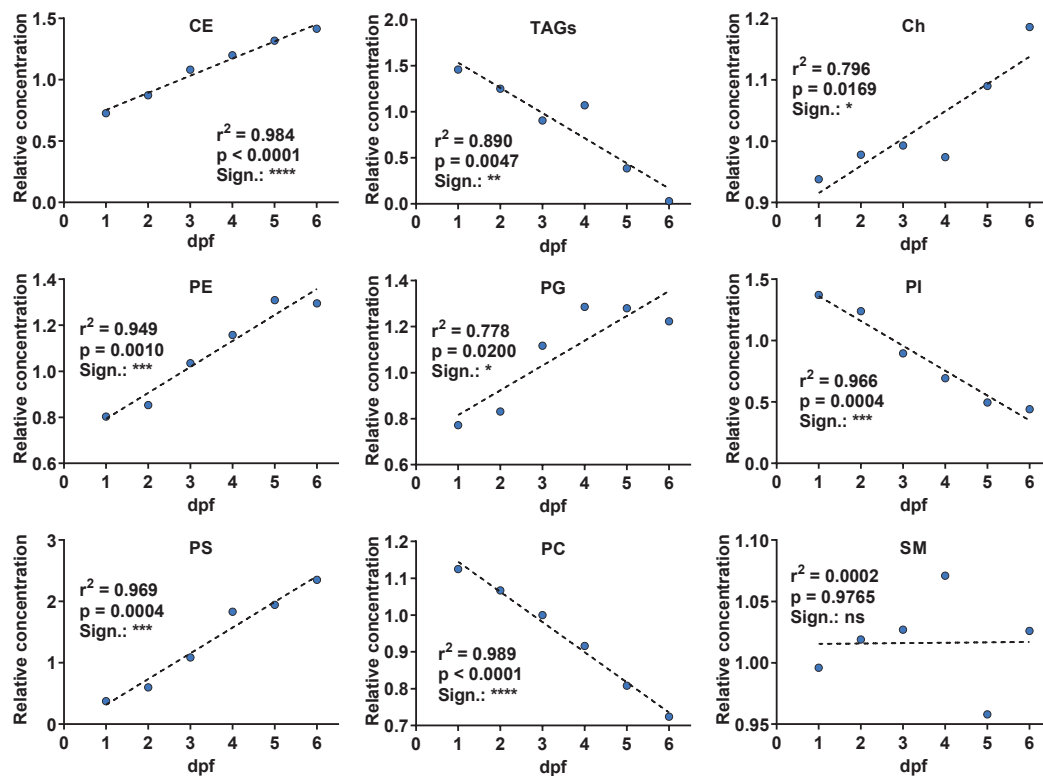 CE
Relative concentration
1.5
1.0
0.5
0.0
r² = 0.984
p < 0.0001
Sign.: ****
0 1 2 3 4 5 6
dpf
TAGs
Relative concentration
2.0
1.5
1.0
0.5
0.0
r² = 0.890
p = 0.0047
Sign.: **
0 1 2 3 4 5 6
dpf
Ch
Relative concentration
1.2
1.1
1.0
0.9
r² = 0.796
p = 0.0169
Sign.: *
0 1 2 3 4 5 6
dpf
PE
Relative concentration
1.4
1.2
1.0
0.8
0.6
r² = 0.949
p = 0.0010
Sign.: ***
0 1 2 3 4 5 6
dpf
PG
Relative concentration
1.4
1.2
1.0
0.8
0.6
r² = 0.778
p = 0.0200
Sign.: *
0 1 2 3 4 5 6
dpf
PI
Relative concentration
1.5
1.0
0.5
0.0
r² = 0.966
p = 0.0004
Sign.: ***
0 1 2 3 4 5 6
dpf
PS
Relative concentration
3
2
1
0
r² = 0.969
p = 0.0004
Sign.: ***
0 1 2 3 4 5 6
dpf
PC
Relative concentration
1.2
1.1
1.0
0.9
0.8
0.7
r² = 0.989
p < 0.0001
Sign.: ****
0 1 2 3 4 5 6
dpf
SM
Relative concentration
1.10
1.05
1.00
0.95
r² = 0.0002
p = 0.9765
Sign.: ns
0 1 2 3 4 5 6
dpf